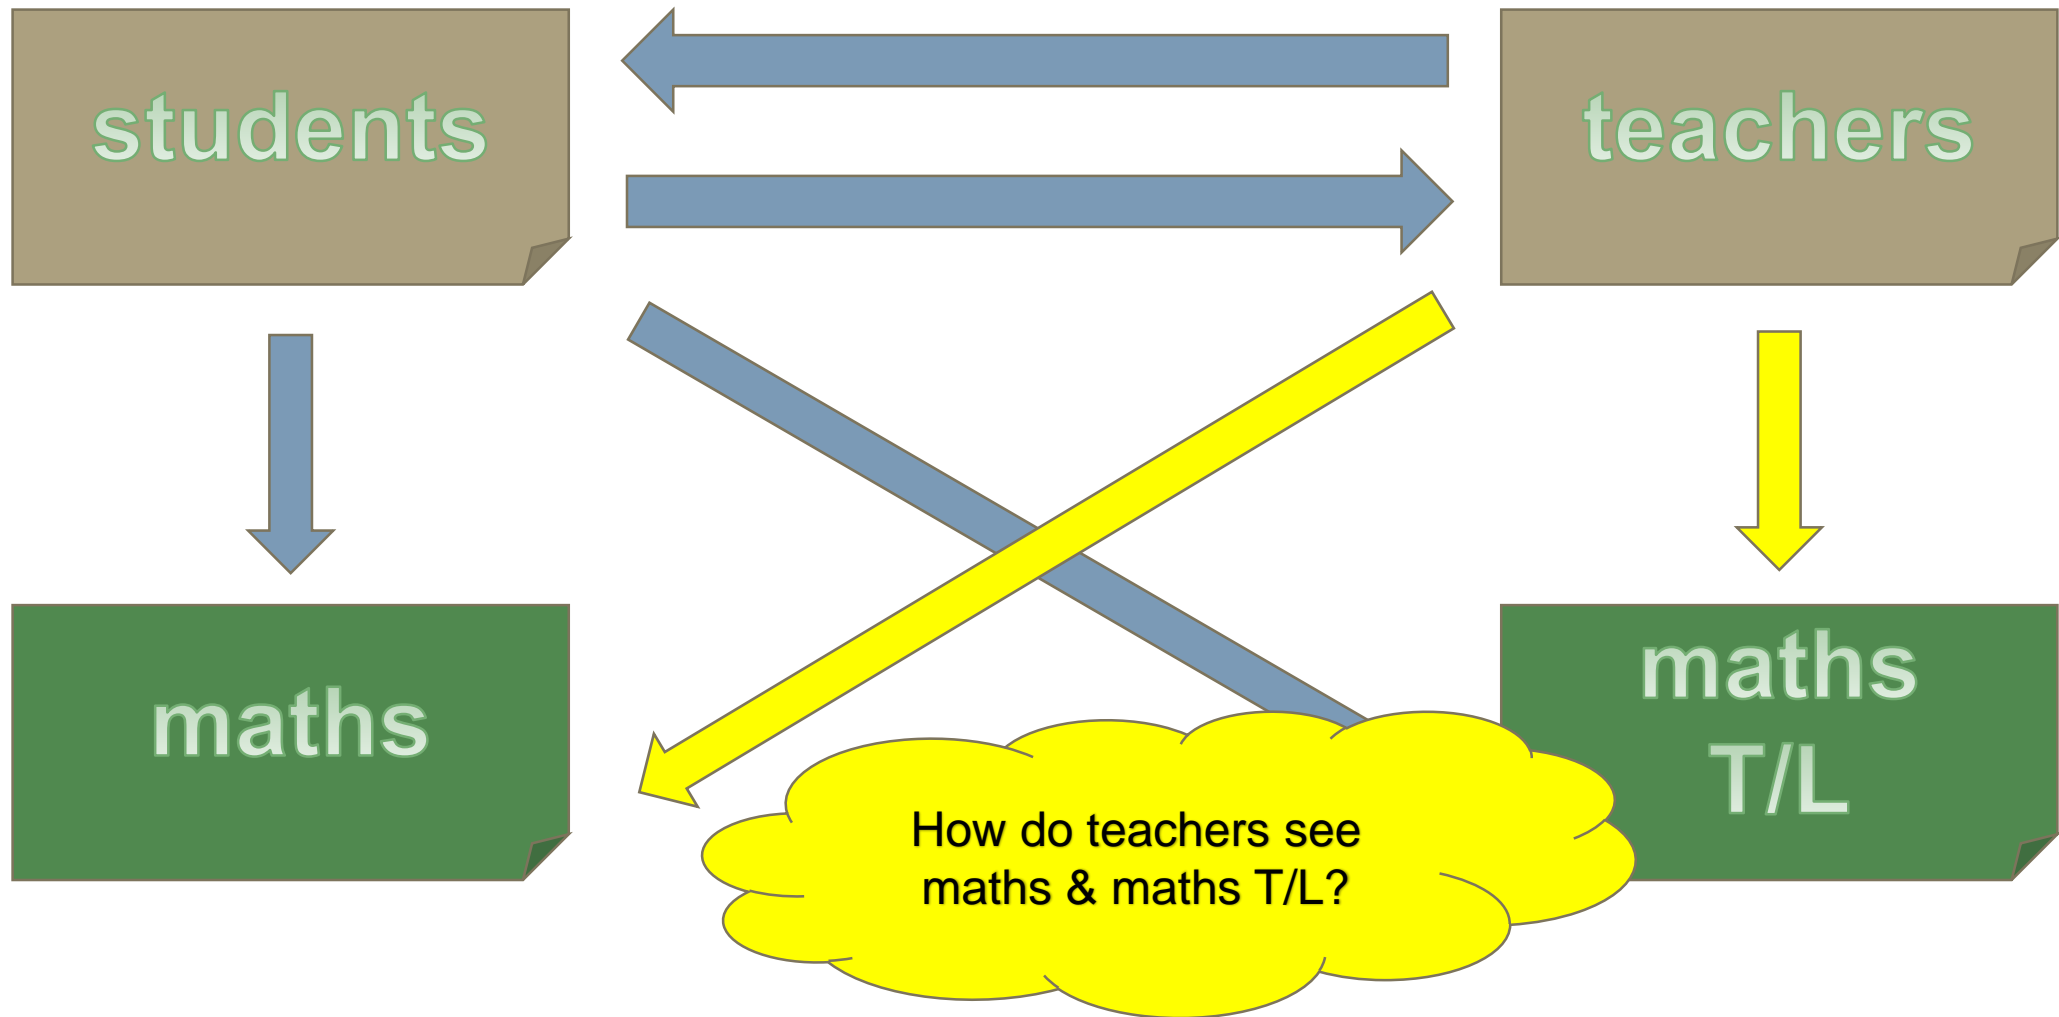 students
teachers
maths
maths
T/L
How do teachers see
maths & maths T/L?